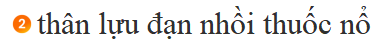 2 thân lựu đạn nhồi thuốc nổ